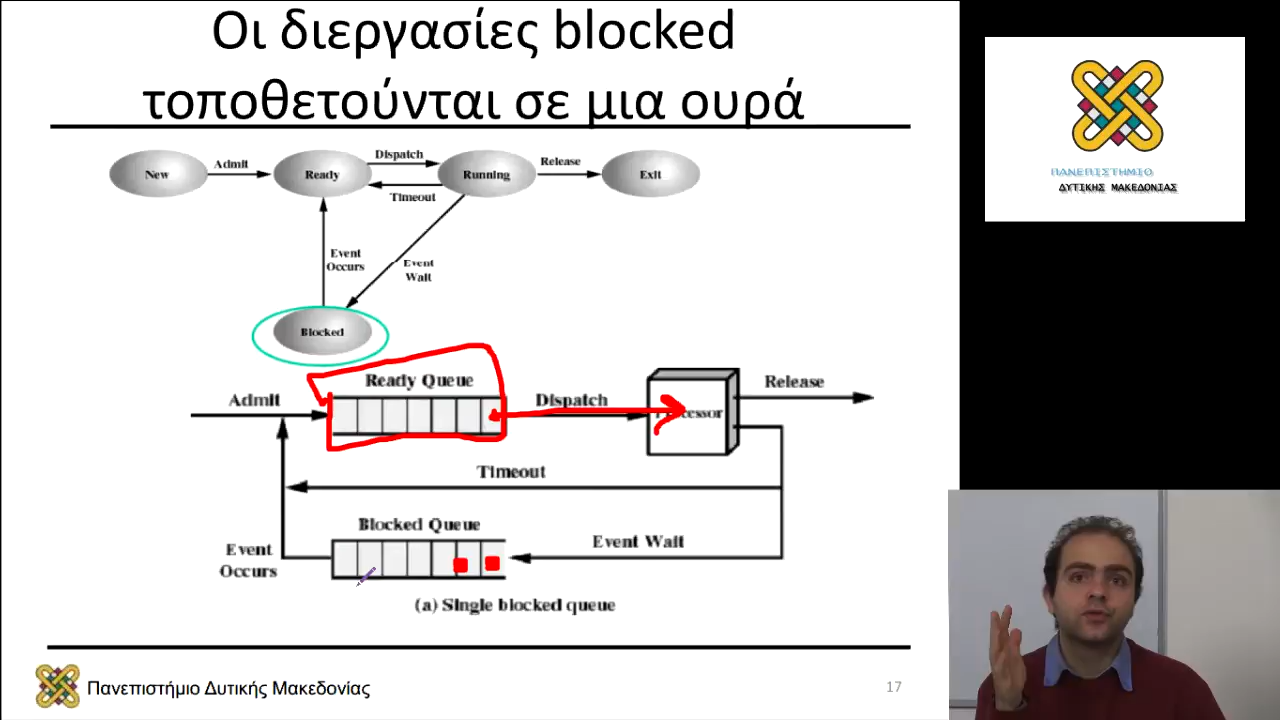 Οι διεργασίες blocked
τοποθετούνται σε μια ουρά
New
Admit
Ready
Dispatch
Timeout
Running
Release
Exit
Event
Occurs
Event
Wait
Blocked
Admit
Ready Queue
Dispatch
Processor
Release
Timeout
Blocked Queue
Event Wait
Event
Occurs
(a) Single blocked queue
Πανεπιστήμιο Δυτικής Μακεδονίας
17
ΠΑΝΕΠΙΣΤΗΜΙΟ
ΔΥΤΙΚΗΣ ΜΑΚΕΔΟΝΙΑΣ